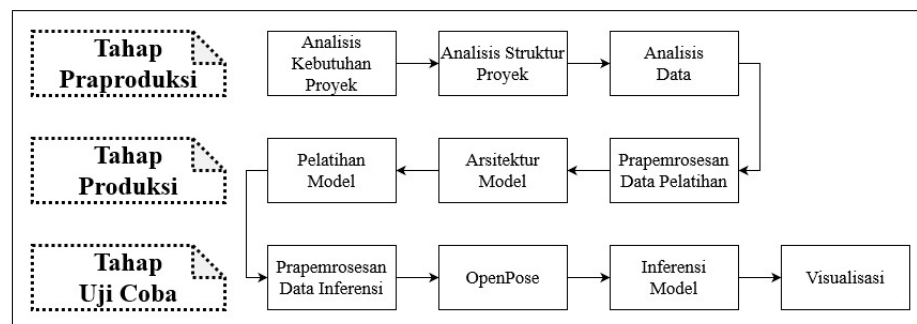 Tahap
Praproduksi
Analisis
Kebutuhan
Proyek
Analisis Struktur
Proyek
Analisis
Data
Tahap
Produksi
Pelatihan
Model
Arsitektur
Model
Prapemrosesan
Data Pelatihan
Tahap
Uji Coba
Prapemrosesan
Data Inferensi
OpenPose
Inferensi
Model
Visualisasi